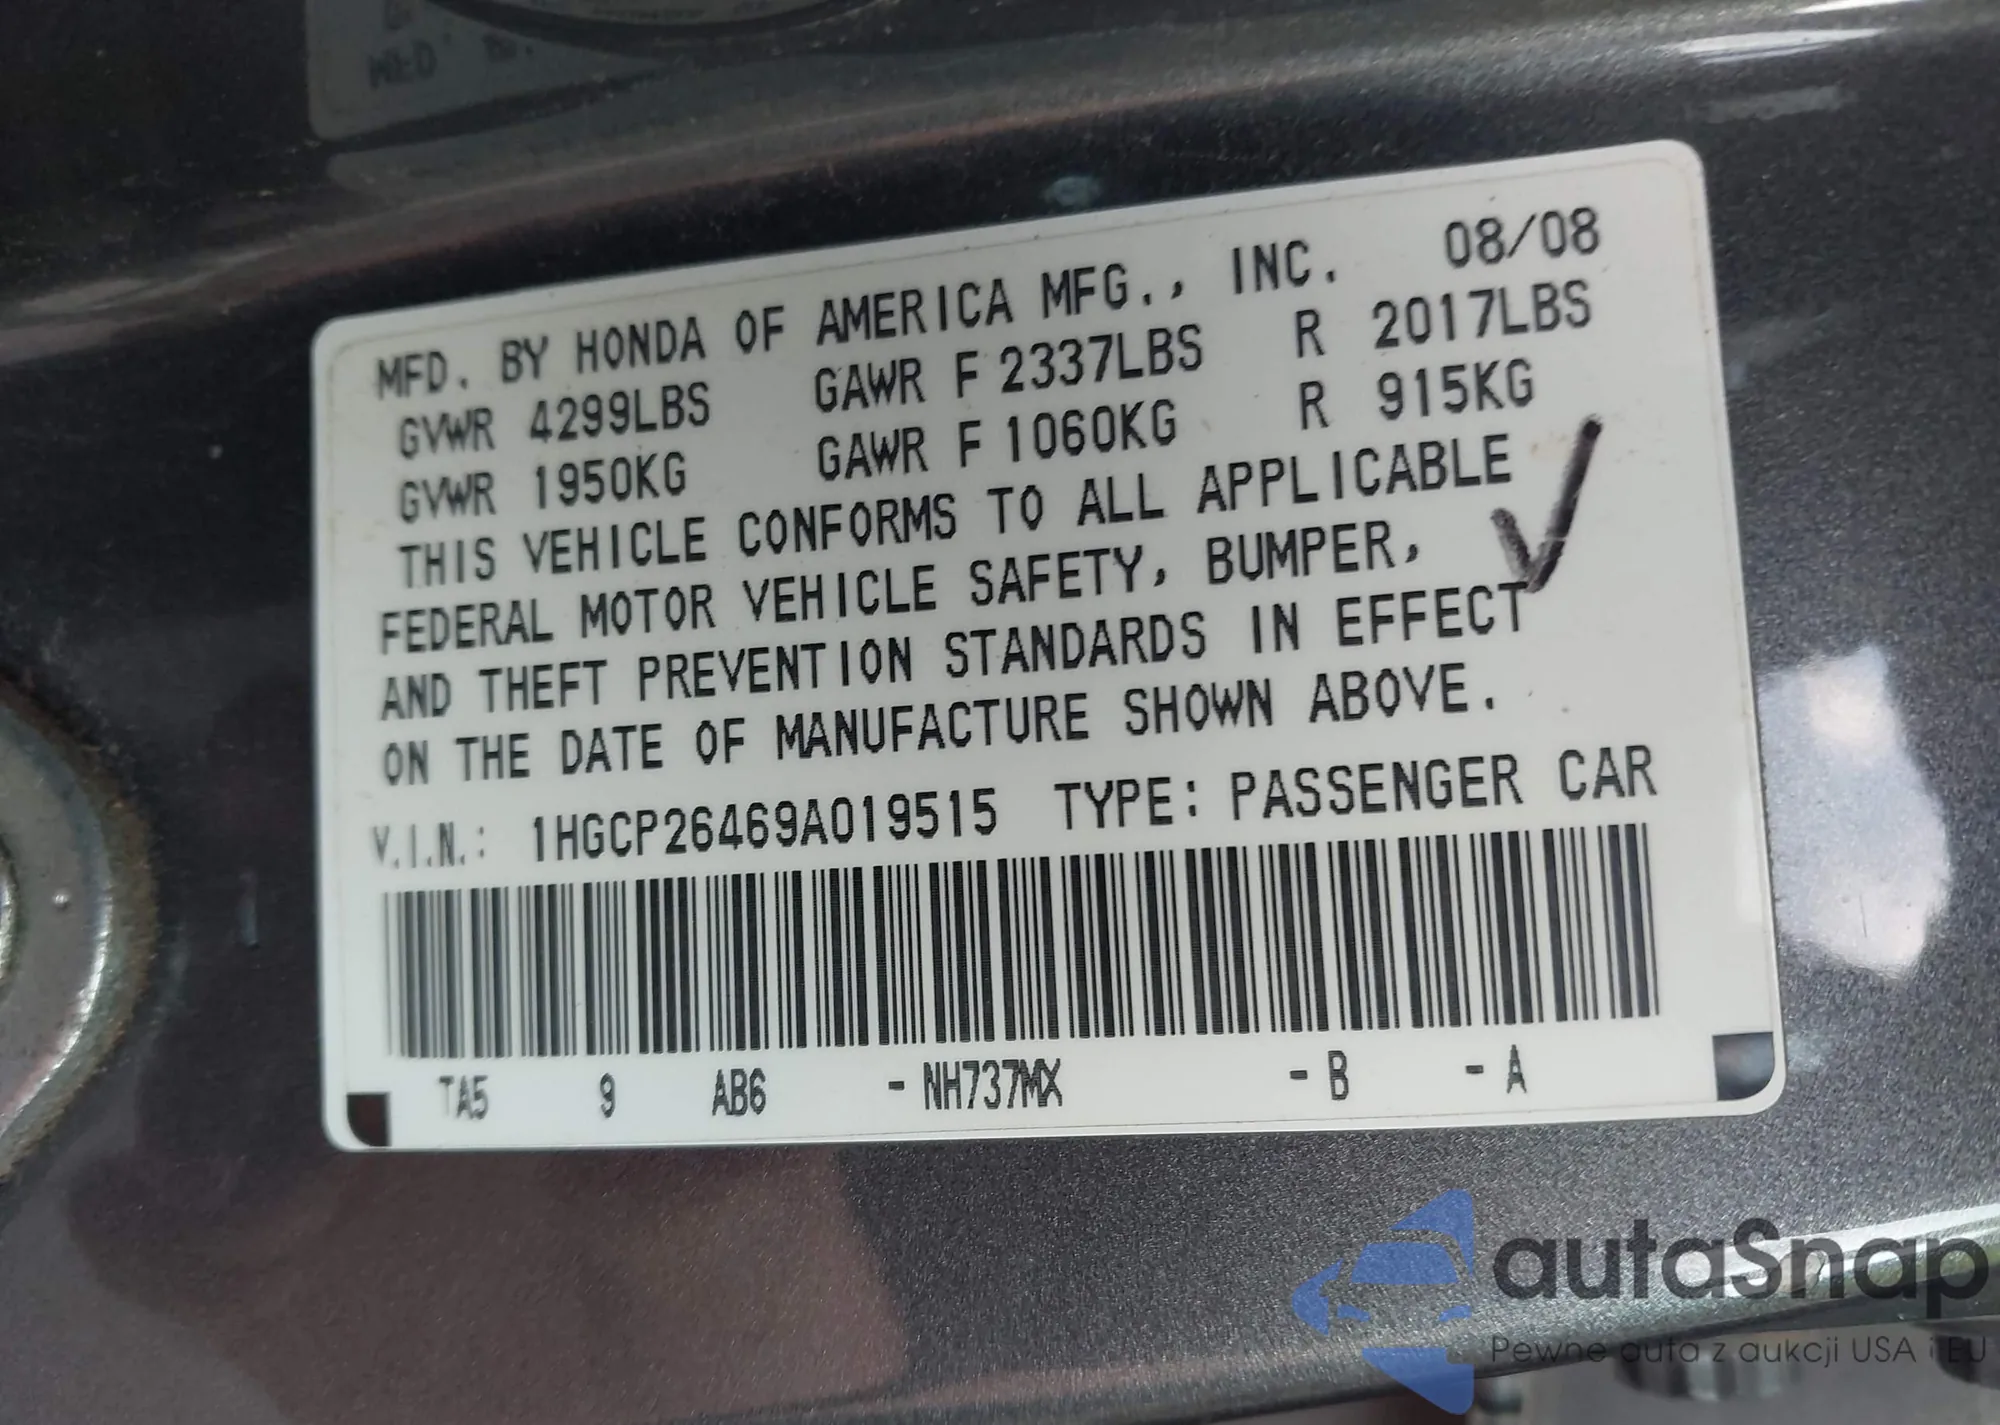 MFD. BY HONDA OF AMERICA MFG., INC. 08/08
GVWR 4299LBS GAWR F 2337LBS R 2017LBS
GVWR 1950KG GAWR F 1060KG R 915KG
THIS VEHICLE CONFORMS TO ALL APPLICABLE
FEDERAL MOTOR VEHICLE SAFETY, BUMPER,
AND THEFT PREVENTION STANDARDS IN EFFECT
ON THE DATE OF MANUFACTURE SHOWN ABOVE.
V.I.N.: 1HGCP26469A019515 TYPE: PASSENGER CAR
TA5 9 AB6 -NH737MX -B -A
autaSnap
Pewne auta z aukcji USA i EU